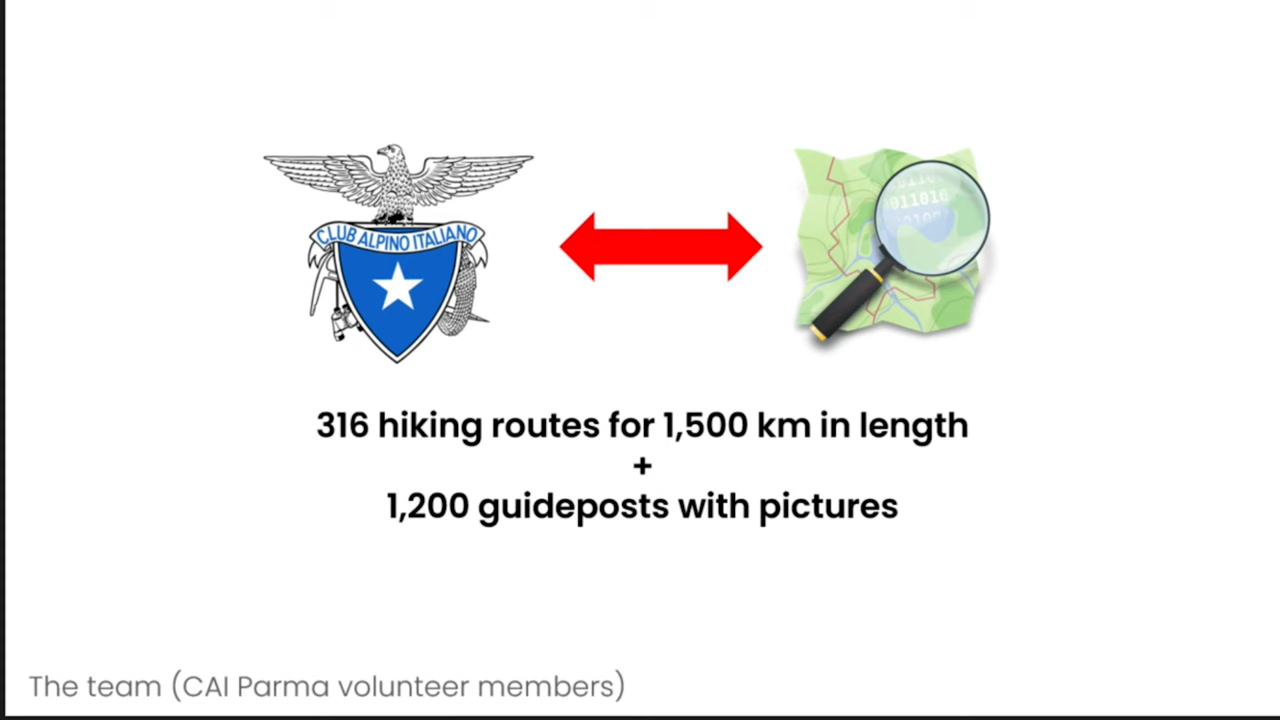 CLUB ALPINO ITALIANO
316 hiking routes for 1,500 km in length
+
1,200 guideposts with pictures
The team (CAI Parma volunteer members)